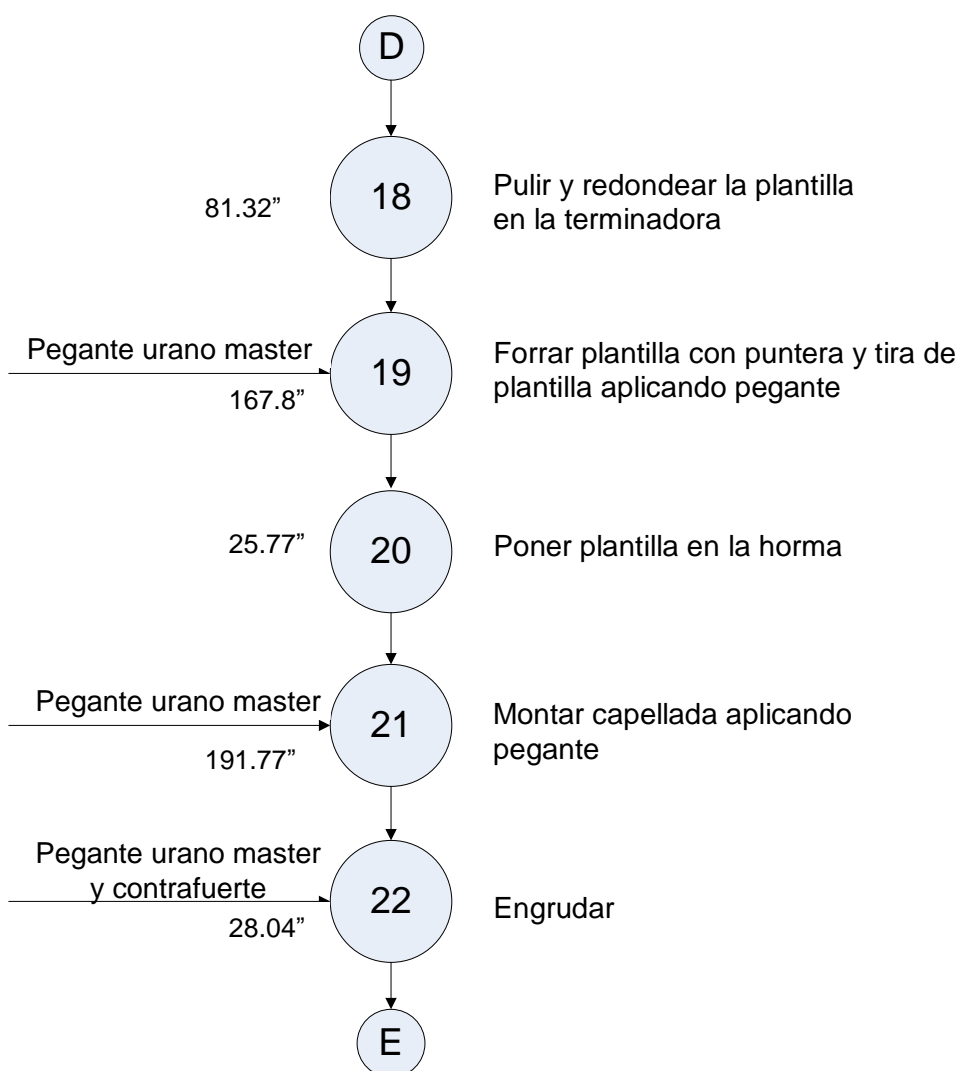 D
81.32”
18
Pulir y redondear la plantilla
en la terminadora
Pegante urano master
167.8”
19
Forrar plantilla con puntera y tira de
plantilla aplicando pegante
25.77”
20
Poner plantilla en la horma
Pegante urano master
191.77”
21
Montar capellada aplicando
pegante
Pegante urano master
y contrafuerte
28.04”
22
Engrudar
E